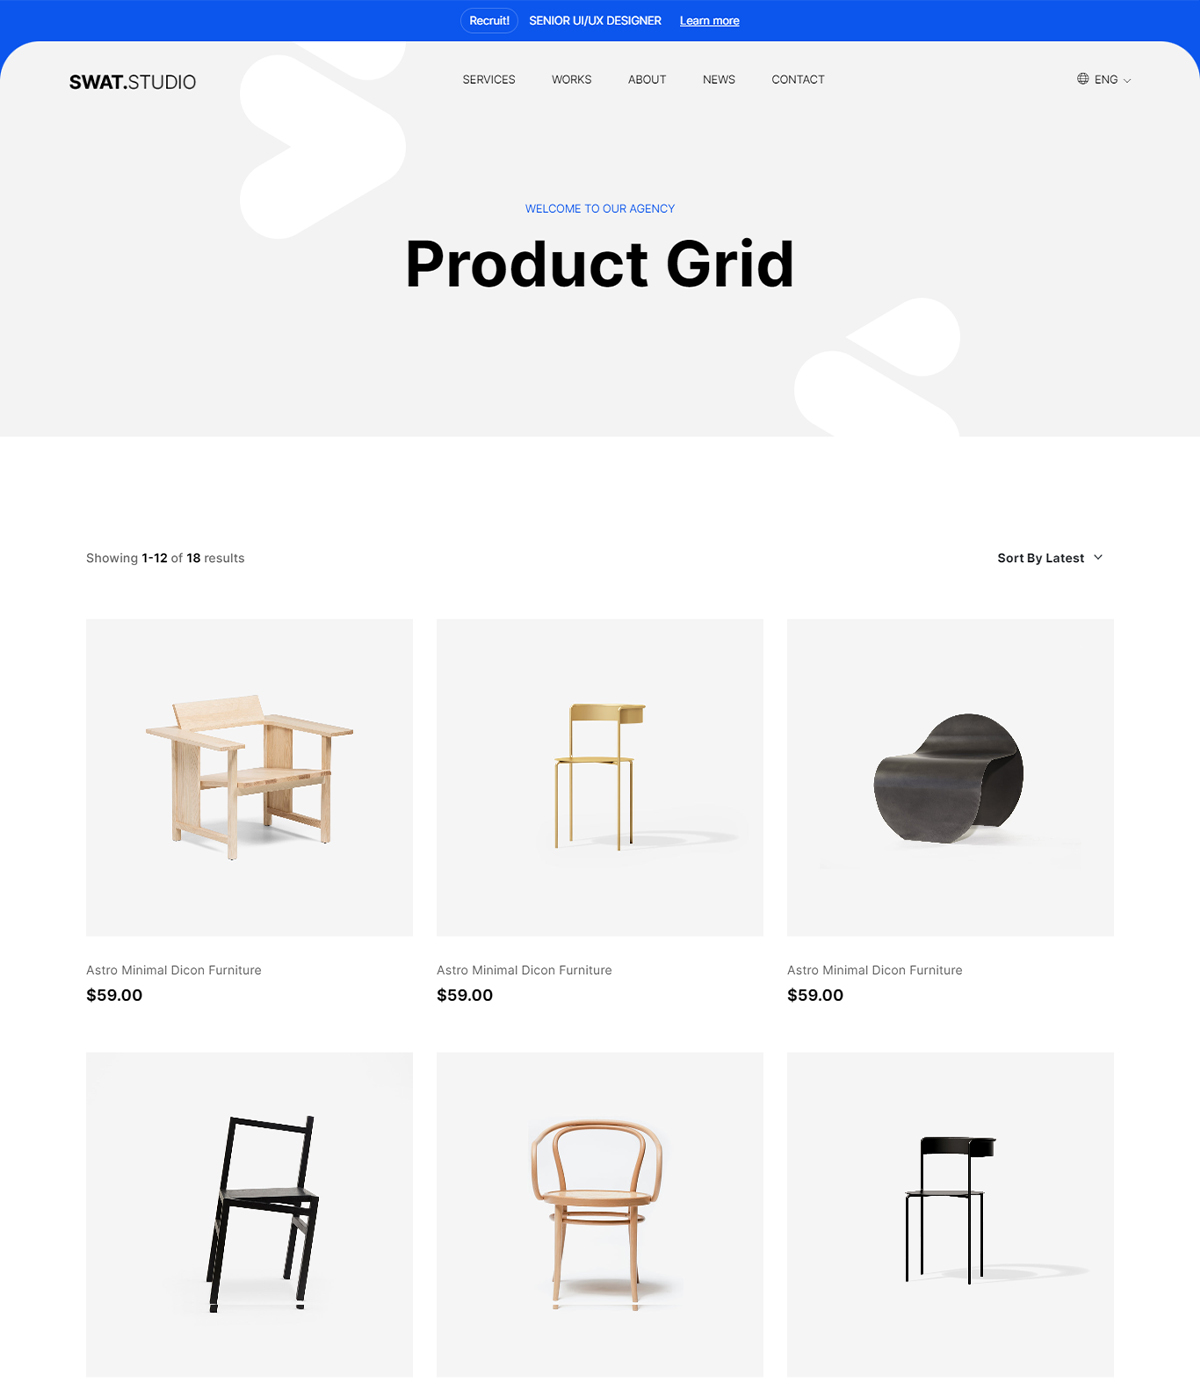 Recruit! SENIOR UI/UX DESIGNER Learn more
SWAT.STUDIO SERVICES WORKS ABOUT NEWS CONTACT ENG
WELCOME TO OUR AGENCY
Product Grid
Showing 1-12 of 18 results Sort By Latest
Astro Minimal Dicon Furniture Astro Minimal Dicon Furniture Astro Minimal Dicon Furniture
$59.00 $59.00 $59.00